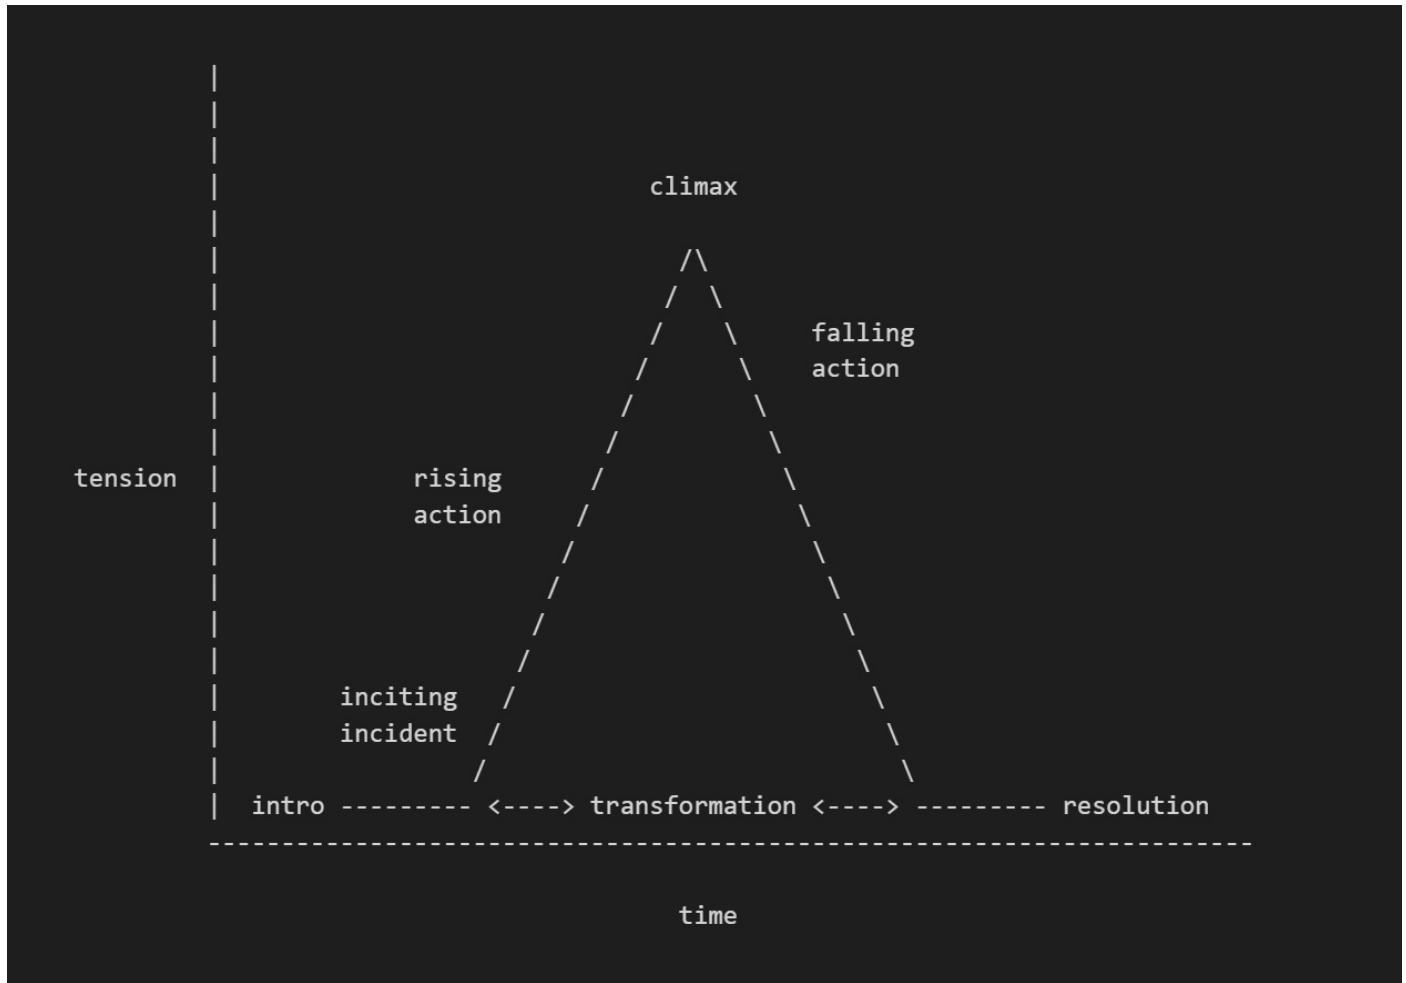 climax
falling
action
tension
rising
action
inciting
incident
intro --------- <----> transformation <----> --------- resolution
time